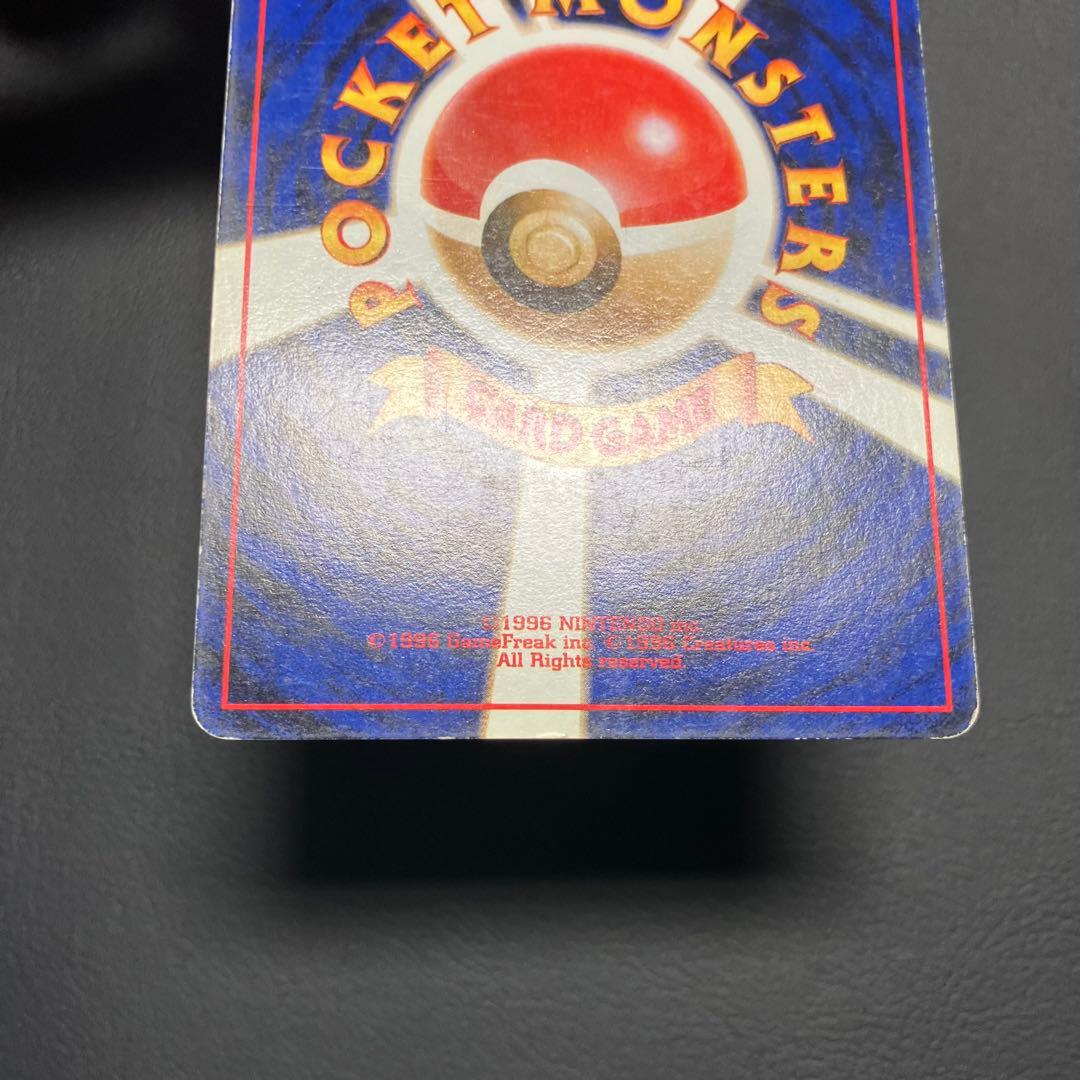 POCKET MONSTERS
CARD GAME
©1996 NINTENDO inc.
©1996 GameFreak inc. ©1996 Creatures inc.
All Rights reserved.